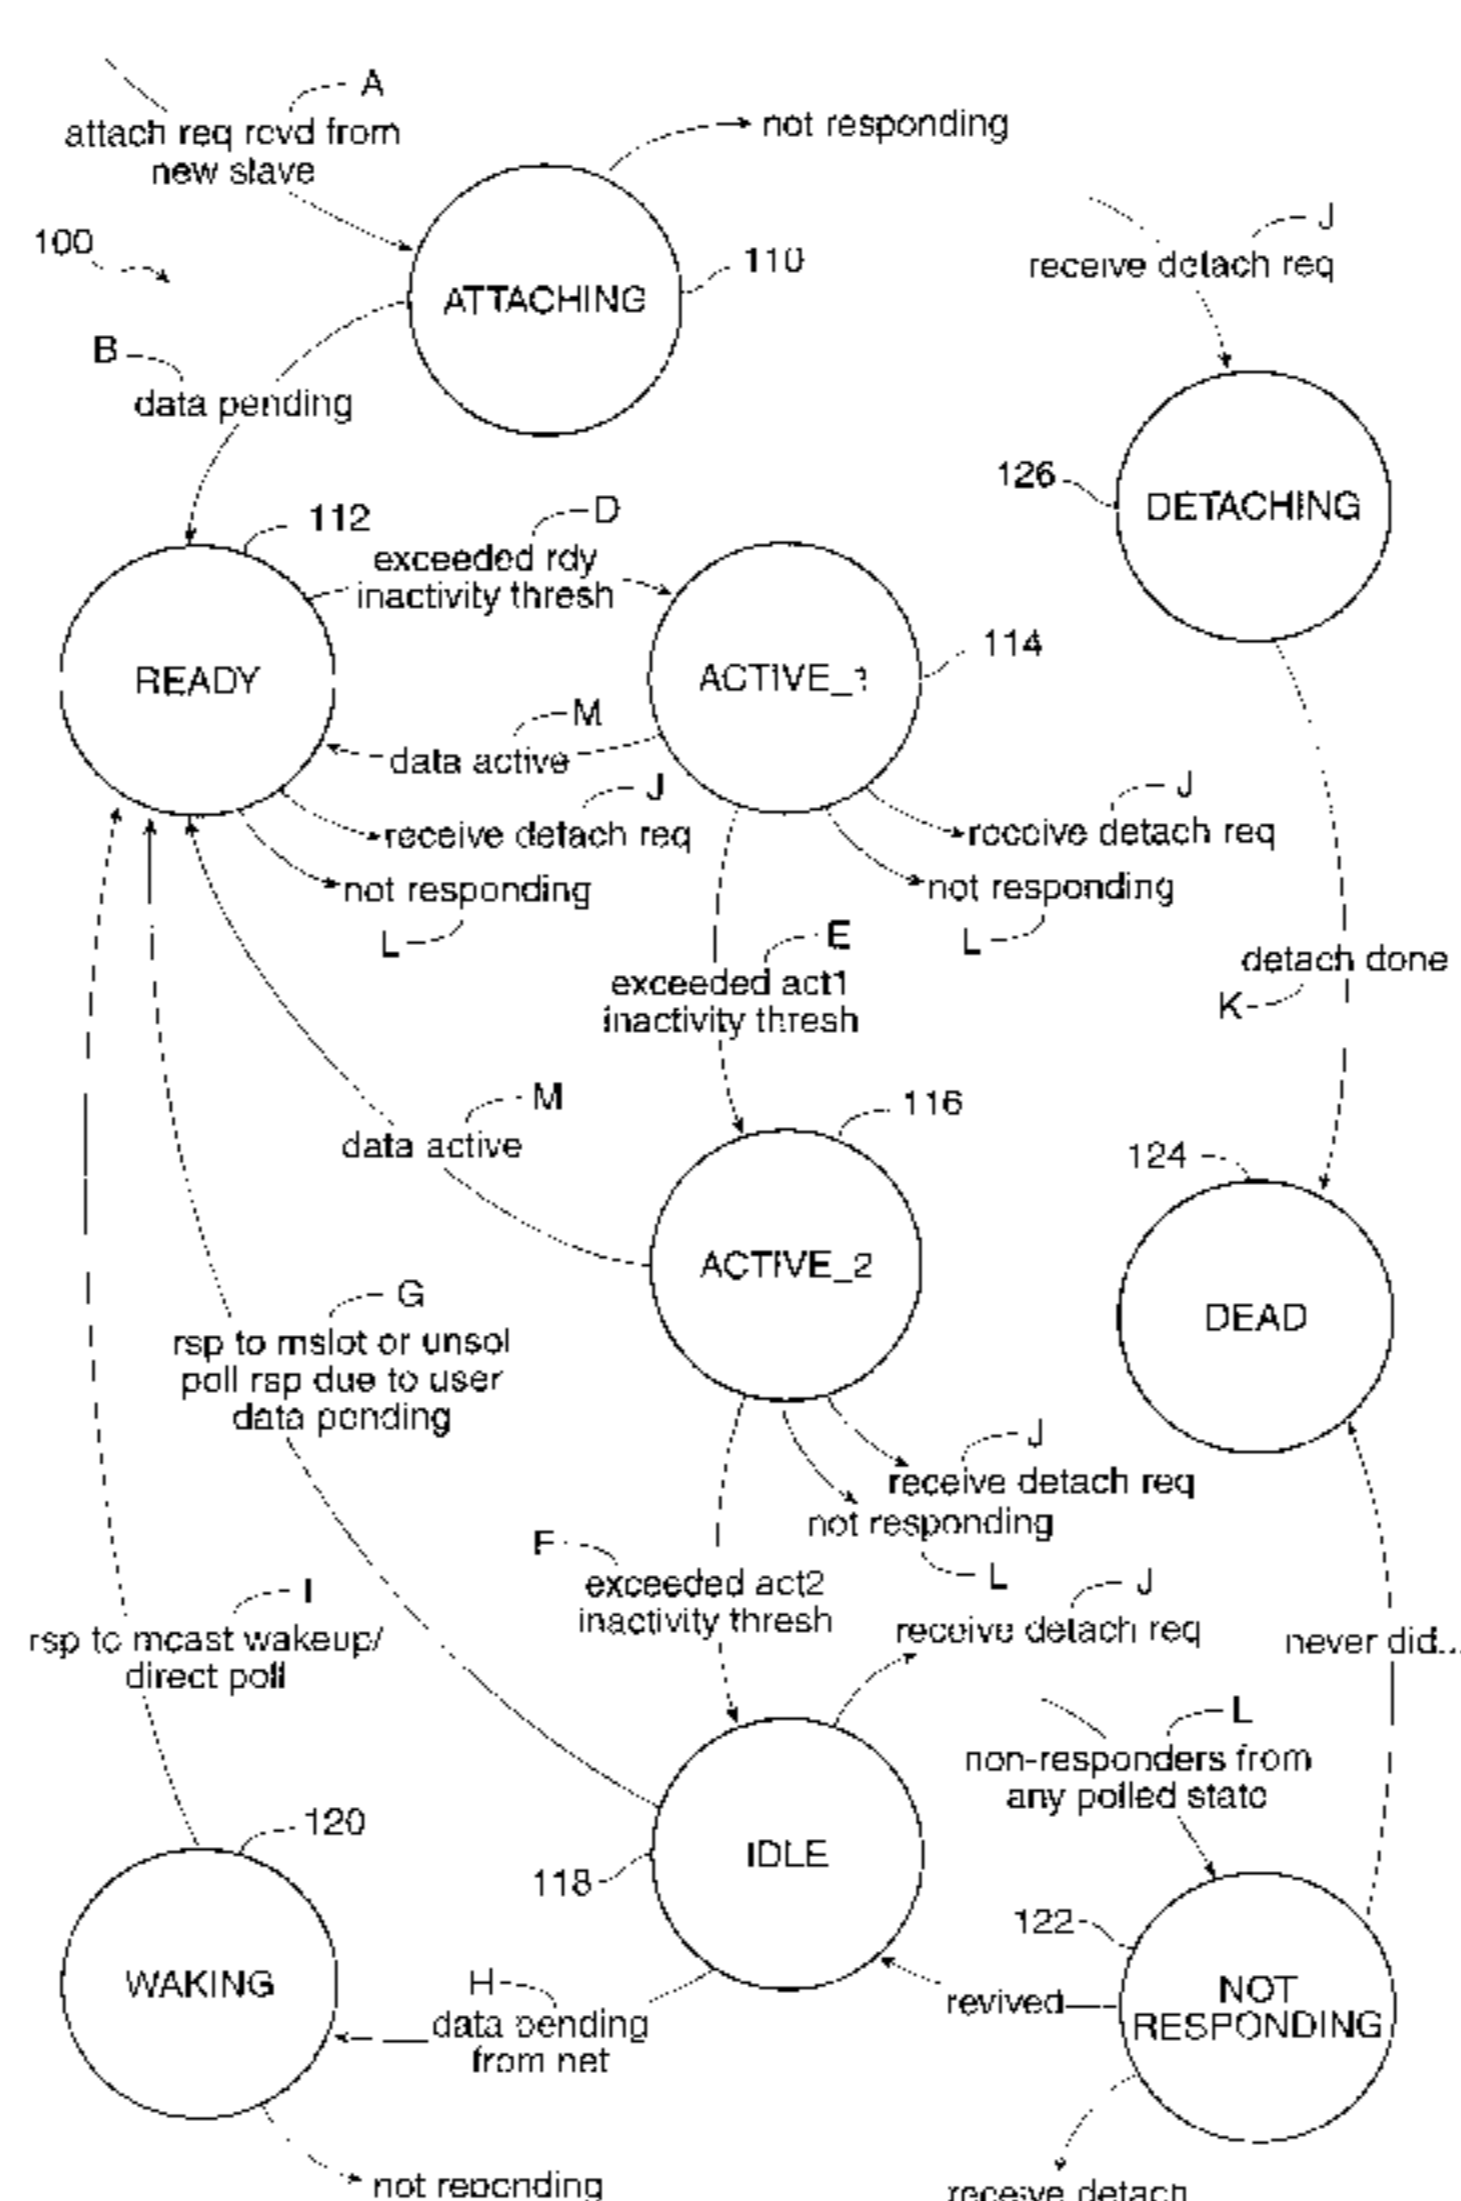 A
attach req rcvd from
new slave
not responding
100
110
ATTACHING
J
receive detach req
B
data pending
126
DETACHING
112
D
exceeded rdy
inactivity thresh
READY
ACTIVE_1
114
M
data active
J
receive detach req
not responding
L
J
receive detach req
not responding
L
E
exceeded act1
inactivity thresh
detach done
K
M
data active
116
124
ACTIVE_2
DEAD
G
rsp to mslot or unsol
poll rsp due to user
data pending
J
receive detach req
not responding
L
F
exceeded act2
inactivity thresh
J
receive detach req
I
rsp to mcast wakeup/
direct poll
never did...
L
non-responders from
any polled state
120
IDLE
118
122
WAKING
H
data pending
from net
revived
NOT
RESPONDING
not reponding
receive detach